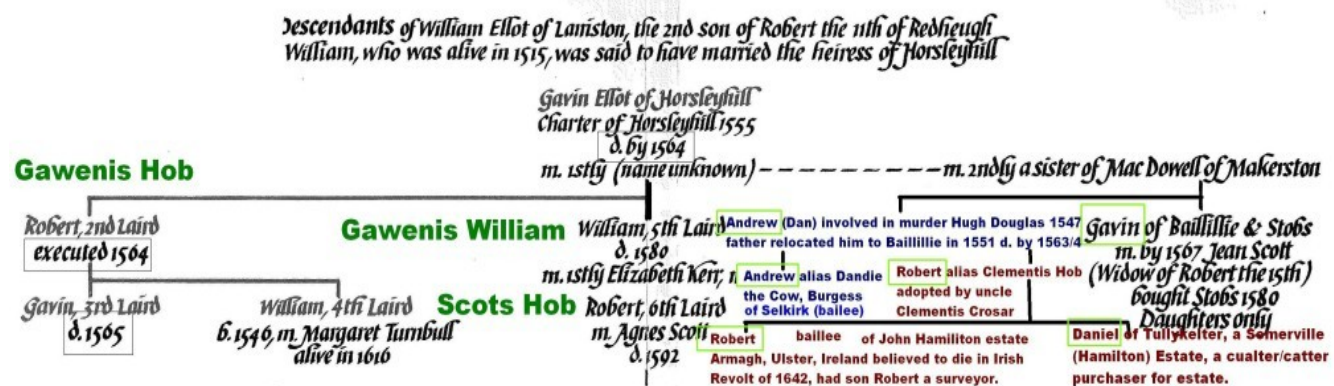 Descendants of William Ellot of Larriston, the 2nd son of Robert the 11th of Redheugh
William, who was alive in 1515, was said to have married the heiress of Horsleyhill
Gavin Ellot of Horsleyhill
Charter of Horsleyhill 1555
d. by 1564
m. 1stly (name unknown) - - - - - - - - - m. 2ndly a sister of Mac Dowell of Makerston
Gawenis Hob
Robert, 2nd Laird
executed 1564
Gavin, 3rd Laird
d. 1565
William, 4th Laird
b. 1546, m. Margaret Turnbull
alive in 1616
Gawenis William
William, 5th Laird
d. 1580
m. 1stly Elizabeth Kerr,
Scots Hob
Robert, 6th Laird
m. Agnes Scott
d. 1592
Andrew (Dan) involved in murder Hugh Douglas 1547
father relocated him to Baillillie in 1551 d. by 1563/4
Andrew alias Dandie
the Cow, Burgess
of Selkirk (bailee)
Robert alias Clementis Hob
adopted by uncle
Clementis Crosar
Gavin of Baillillie & Stobs
m. by 1567 Jean Scott
(Widow of Robert the 15th)
bought Stobs 1580
Daughters only
Robert baillee of John Hamiliton estate
Armagh, Ulster, Ireland believed to die in Irish
Revolt of 1642, had son Robert a surveyor.
Daniel of Tullykelter, a Somerville
(Hamilton) Estate, a cualter/catter
purchaser for estate.